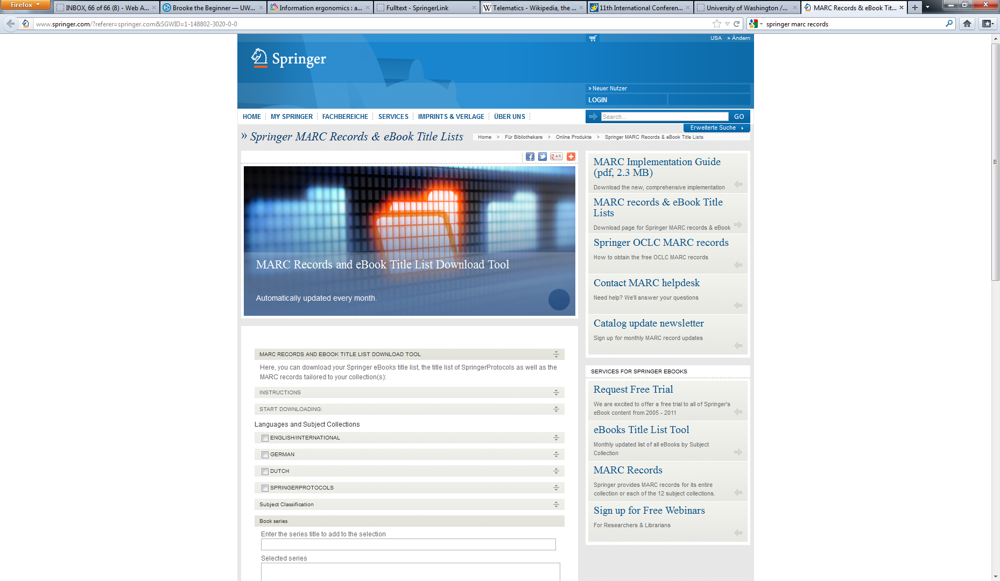 Firefox
INBOX, 66 of 66 (8) - Web A...
Brooke the Beginner — UW...
Information ergonomics : a...
Fulltext - SpringerLink
Telematics - Wikipedia, the ...
11th International Conferen...
University of Washington /...
MARC Records & eBook Tit...
www.springer.com/?referer=springer.com&SGWID=1-148802-3020-0-0
springer marc records
USA » Ändern
Springer
» Neuer Nutzer
LOGIN
HOME MY SPRINGER FACHBEREICHE SERVICES IMPRINTS & VERLAGE ÜBER UNS
Search... GO
Erweiterte Suche
» Springer MARC Records & eBook Title Lists
Home > Für Bibliothekare > Online Produkte > Springer MARC Records & eBook Title Lists
+1
MARC Records and eBook Title List Download Tool
Automatically updated every month.
MARC RECORDS AND EBOOK TITLE LIST DOWNLOAD TOOL
Here, you can download your Springer eBooks title list, the title list of SpringerProtocols as well as the
MARC records tailored to your collection(s):
INSTRUCTIONS
START DOWNLOADING:
Languages and Subject Collections
ENGLISH/INTERNATIONAL
GERMAN
DUTCH
SPRINGERPROTOCOLS
Subject Classification
Book series
Enter the series title to add to the selection
Selected series
MARC Implementation Guide
(pdf, 2.3 MB)
Download the new, comprehensive implementation
MARC records & eBook Title
Lists
Download page for Springer MARC records & eBook
Springer OCLC MARC records
How to obtain the free OCLC MARC records
Contact MARC helpdesk
Need help? We'll answer your questions
Catalog update newsletter
Sign up for monthly MARC record updates
SERVICES FOR SPRINGER EBOOKS
Request Free Trial
We are excited to offer a free trial to all of Springer's
eBook content from 2005 - 2011
eBooks Title List Tool
Monthly updated list of all eBooks by Subject
Collection
MARC Records
Springer provides MARC records for its entire
collection or each of the 12 subject collections.
Sign up for Free Webinars
For Researchers & Librarians